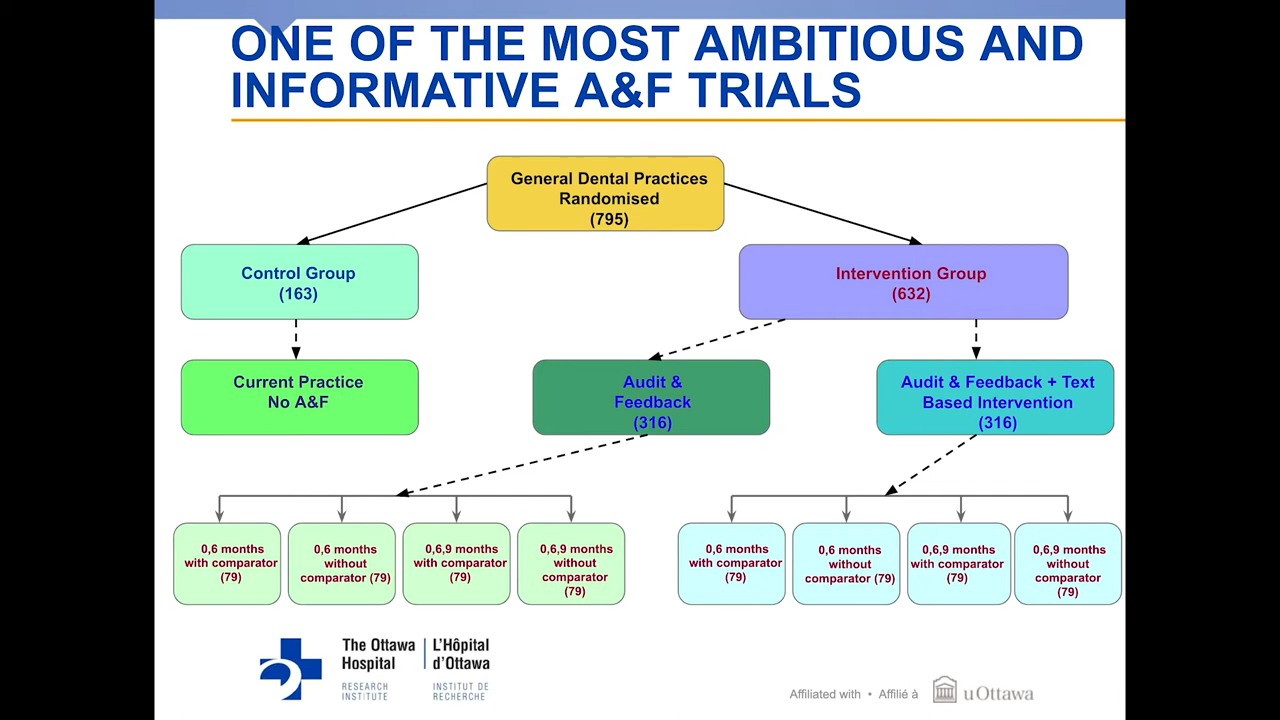 ONE OF THE MOST AMBITIOUS AND
INFORMATIVE A&F TRIALS
General Dental Practices
Randomised
(795)
Control Group
(163)
Intervention Group
(632)
Current Practice
No A&F
Audit &
Feedback
(316)
Audit & Feedback + Text
Based Intervention
(316)
0,6 months
with comparator
(79)
0,6 months
without
comparator (79)
0,6,9 months
with comparator
(79)
0,6,9 months
without
comparator
(79)
0,6 months
with comparator
(79)
0,6 months
without
comparator (79)
0,6,9 months
with comparator
(79)
0,6,9 months
without
comparator
(79)
The Ottawa
Hospital
RESEARCH
INSTITUTE
L'Hôpital
d'Ottawa
INSTITUT DE
RECHERCHE
Affiliated with • Affilié à
uOttawa